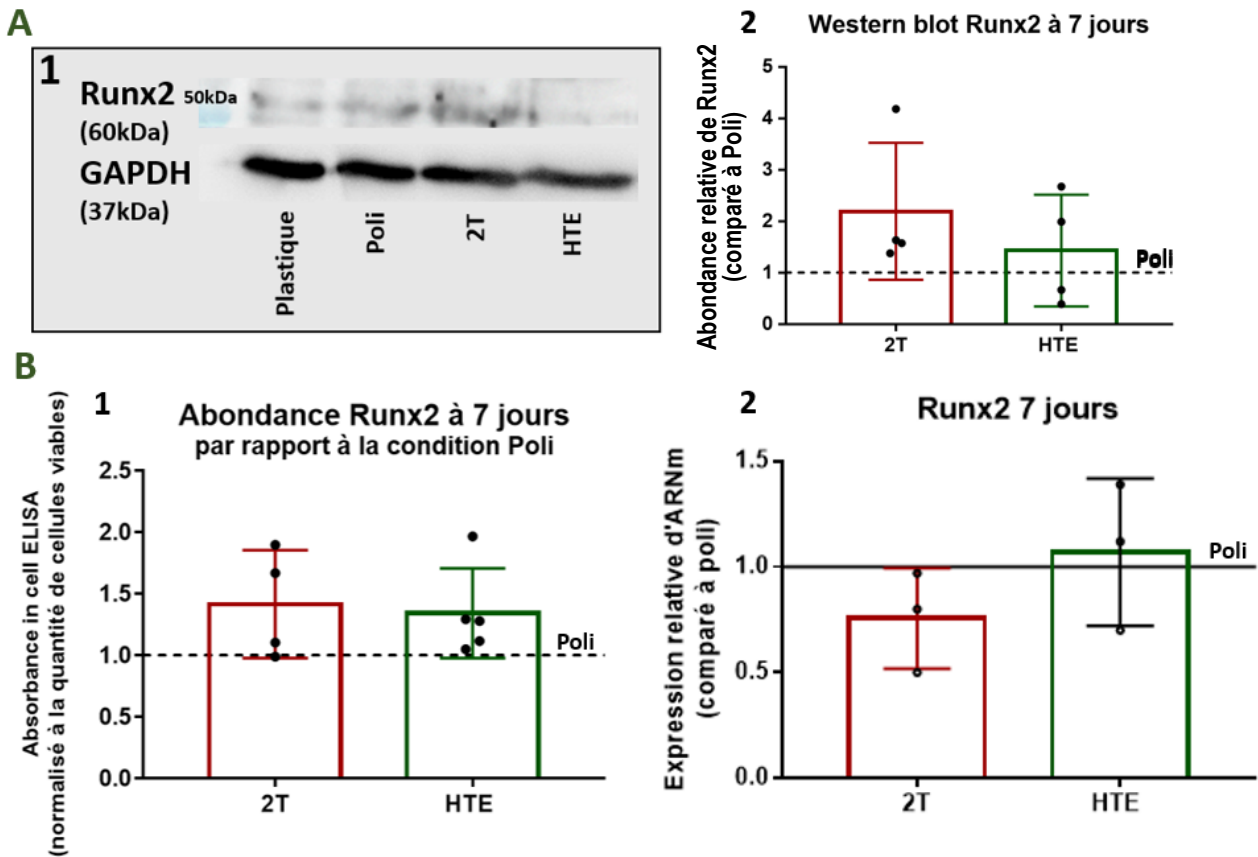 A
1
Runx2 50kDa
(60kDa)
GAPDH
(37kDa)
Plastique
Poli
2T
HTE
2
Western blot Runx2 à 7 jours
Abondance relative de Runx2
(comparé à Poli)
5
4
3
2
1
0
Poli
2T
HTE
B
1
Abondance Runx2 à 7 jours
par rapport à la condition Poli
Absorbance in cell ELISA
(normalisé à la quantité de cellules viables)
2.5
2.0
1.5
1.0
0.5
0.0
Poli
2T
HTE
2
Runx2 7 jours
Expression relative d'ARNm
(comparé à poli)
1.5
1.0
0.5
0.0
Poli
2T
HTE